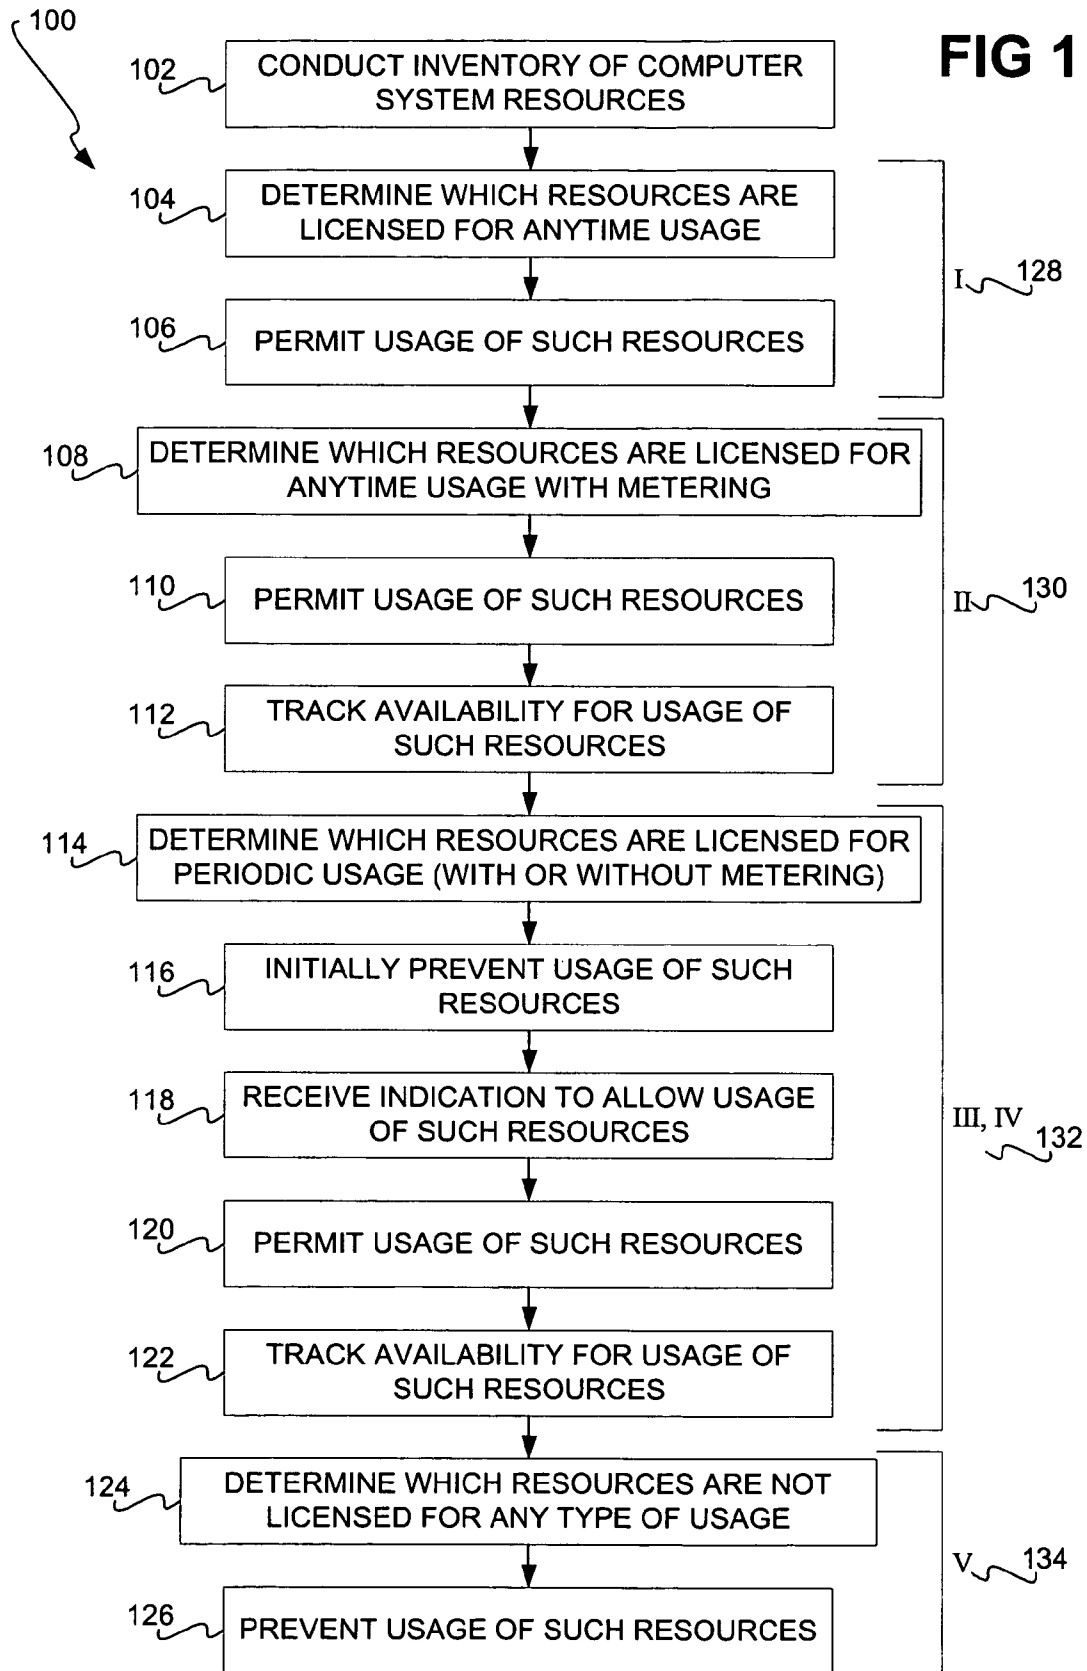 100
FIG 1
102
CONDUCT INVENTORY OF COMPUTER
SYSTEM RESOURCES
104
DETERMINE WHICH RESOURCES ARE
LICENSED FOR ANYTIME USAGE
I
128
106
PERMIT USAGE OF SUCH RESOURCES
108
DETERMINE WHICH RESOURCES ARE LICENSED FOR
ANYTIME USAGE WITH METERING
110
PERMIT USAGE OF SUCH RESOURCES
II
130
112
TRACK AVAILABILITY FOR USAGE OF
SUCH RESOURCES
114
DETERMINE WHICH RESOURCES ARE LICENSED FOR
PERIODIC USAGE (WITH OR WITHOUT METERING)
116
INITIALLY PREVENT USAGE OF SUCH
RESOURCES
118
RECEIVE INDICATION TO ALLOW USAGE
OF SUCH RESOURCES
III, IV
132
120
PERMIT USAGE OF SUCH RESOURCES
122
TRACK AVAILABILITY FOR USAGE OF
SUCH RESOURCES
124
DETERMINE WHICH RESOURCES ARE NOT
LICENSED FOR ANY TYPE OF USAGE
V
134
126
PREVENT USAGE OF SUCH RESOURCES